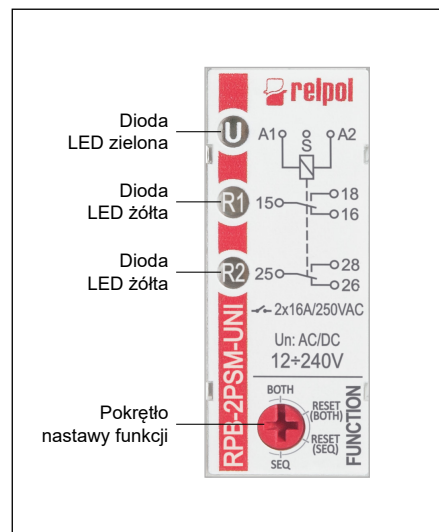 relpol
Dioda
LED zielona
U
A1
S
A2
Dioda
LED żółta
R1
15
18
16
Dioda
LED żółta
R2
25
28
26
2x16A/250VAC
Un: AC/DC
12÷240V
RPB-2PSM-UNI
Pokrętło
nastawy funkcji
BOTH
RESET
(BOTH)
RESET
(SEQ)
SEQ
FUNCTION